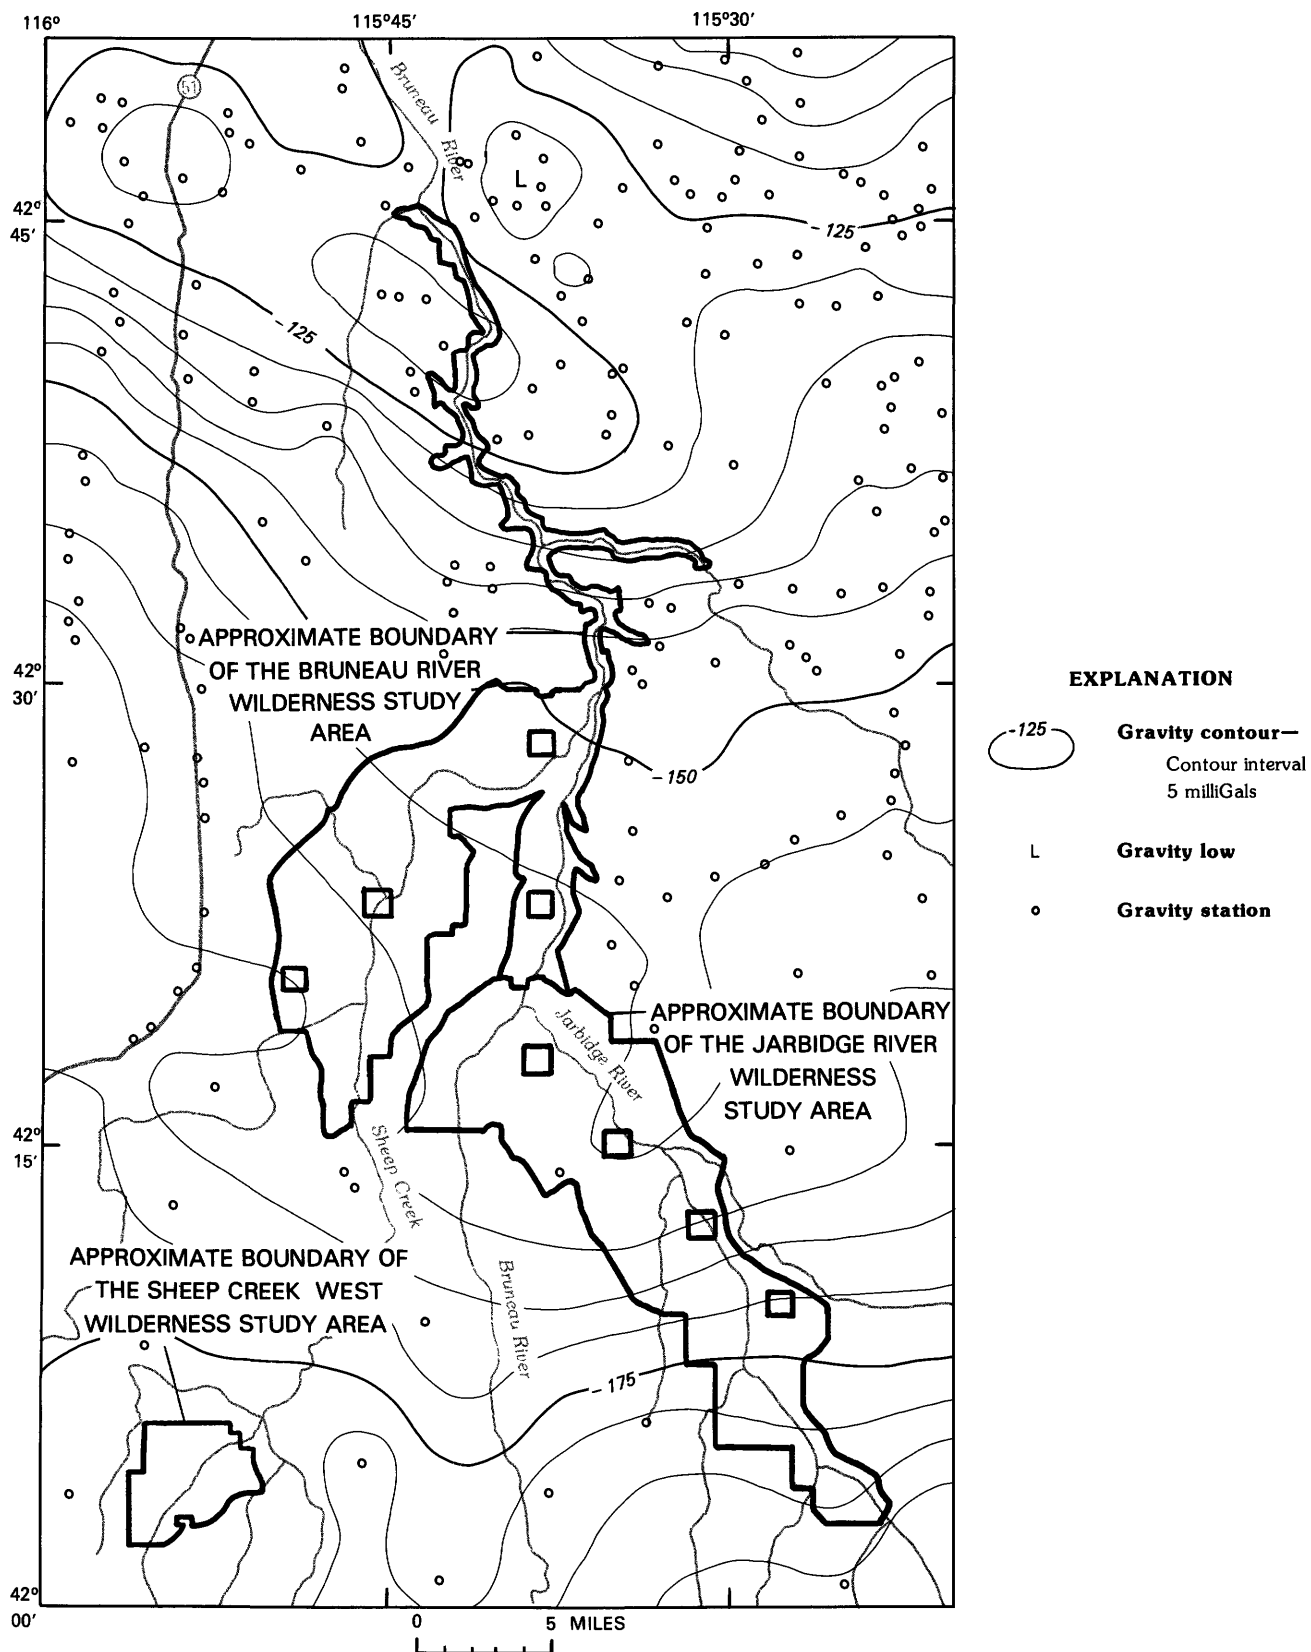 116°
115°45′
115°30′
51
Bruneau River
L
42°
45′
-125
-125
APPROXIMATE BOUNDARY
OF THE BRUNEAU RIVER
WILDERNESS STUDY
AREA
42°
30′
-150
EXPLANATION
-125
Gravity contour—
Contour interval
5 milliGals
L
Gravity low
Gravity station
APPROXIMATE BOUNDARY
OF THE JARBIDGE RIVER
WILDERNESS
STUDY AREA
Jarbidge River
42°
15′
Sheep Creek
APPROXIMATE BOUNDARY OF
THE SHEEP CREEK WEST
WILDERNESS STUDY AREA
Bruneau River
-175
42°
00′
0
5 MILES